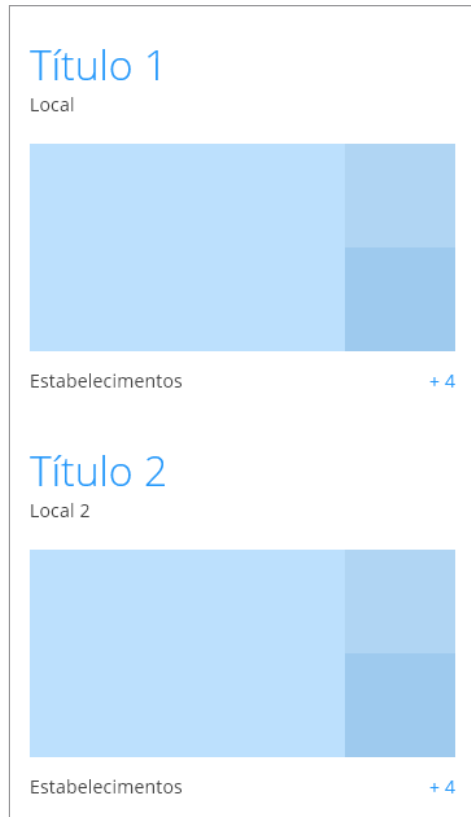 Título 1
Local
Estabelecimentos + 4
Título 2
Local 2
Estabelecimentos + 4